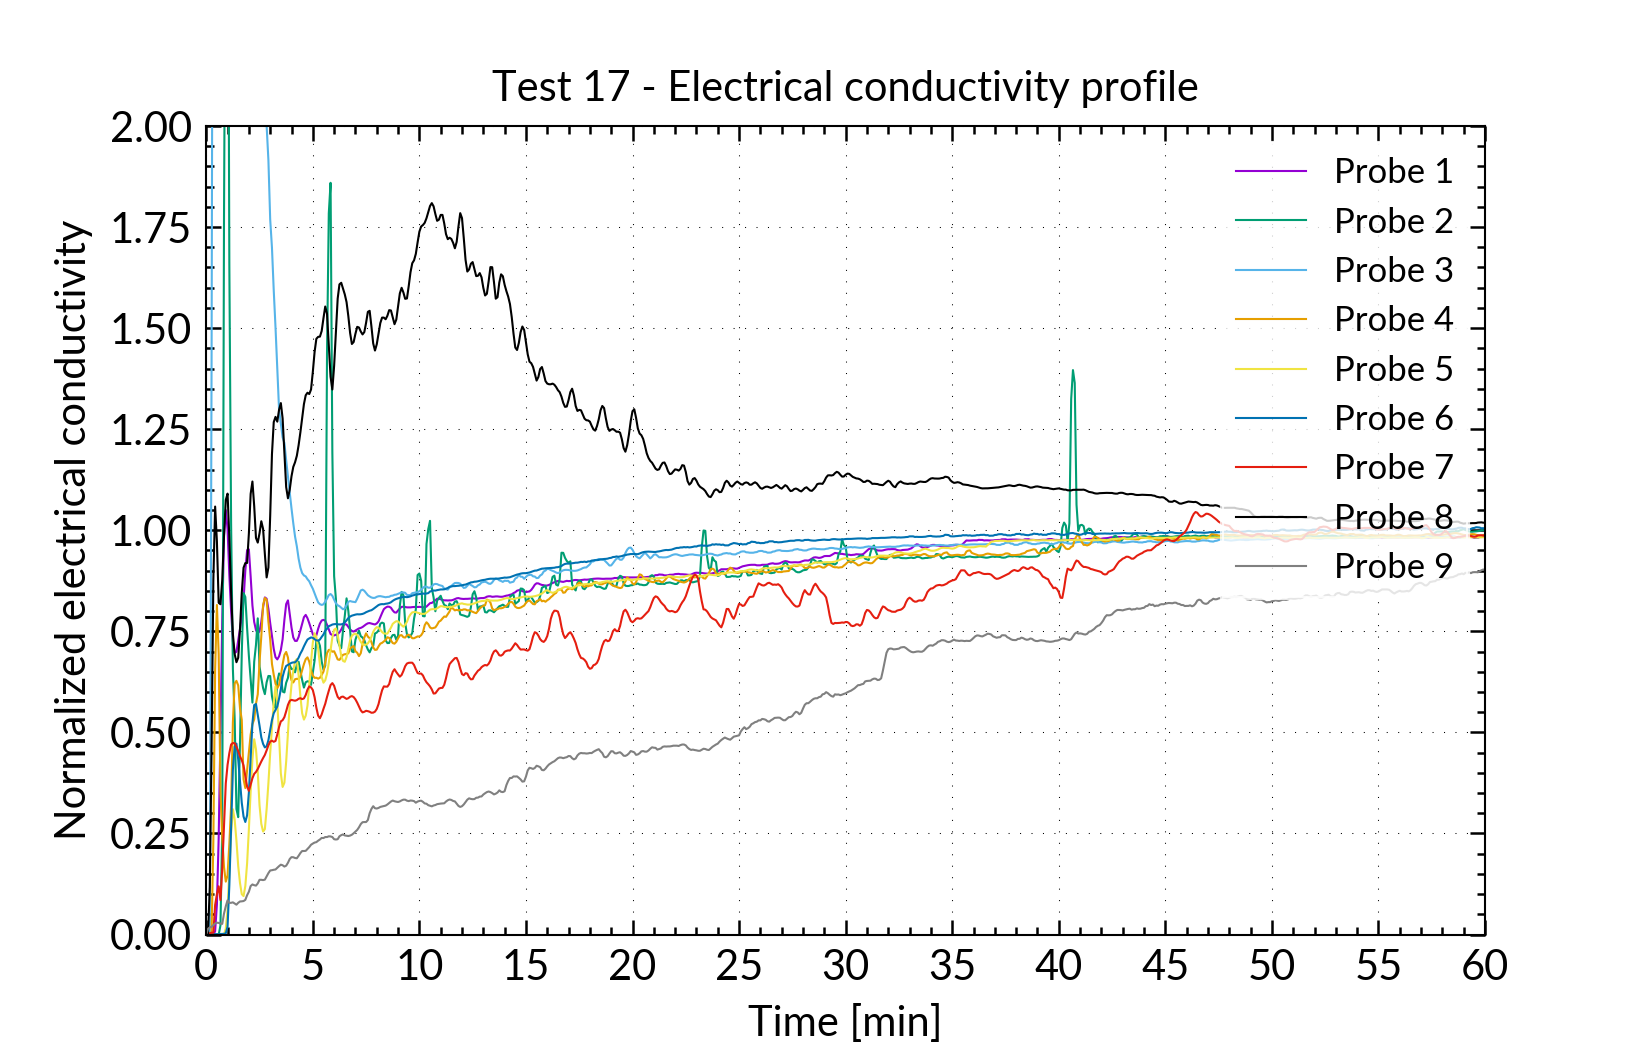 Test 17 - Electrical conductivity profile
Normalized electrical conductivity
2.00
1.75
1.50
1.25
1.00
0.75
0.50
0.25
0.00
Probe 1
Probe 2
Probe 3
Probe 4
Probe 5
Probe 6
Probe 7
Probe 8
Probe 9
0 5 10 15 20 25 30 35 40 45 50 55 60
Time [min]